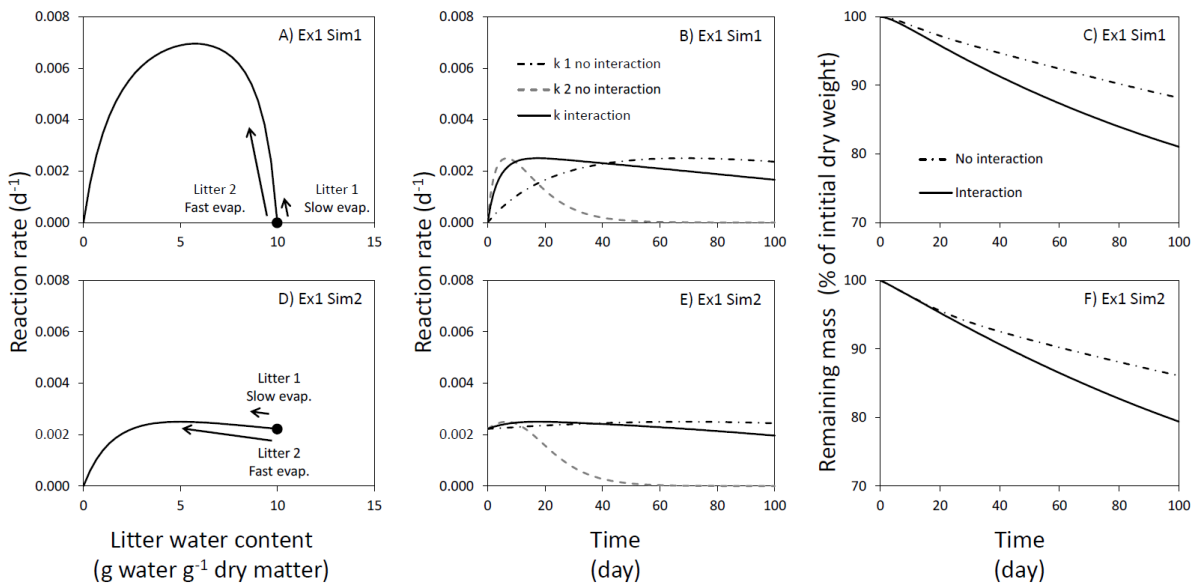 A) Ex1 Sim1
0.008
0.006
0.004
0.002
0.000
Litter 2
Fast evap.
Litter 1
Slow evap.
0 5 10 15
B) Ex1 Sim1
0.008
0.006
0.004
0.002
0.000
k 1 no interaction
k 2 no interaction
k interaction
0 20 40 60 80 100
C) Ex1 Sim1
100
90
80
70
No interaction
Interaction
0 20 40 60 80 100
D) Ex1 Sim2
0.008
0.006
0.004
0.002
0.000
Litter 1
Slow evap.
Litter 2
Fast evap.
0 5 10 15
E) Ex1 Sim2
0.008
0.006
0.004
0.002
0.000
0 20 40 60 80 100
F) Ex1 Sim2
100
90
80
70
0 20 40 60 80 100
Reaction rate (d⁻¹)
Reaction rate (d⁻¹)
Remaining mass (% of intitial dry weight)
Litter water content
(g water g⁻¹ dry matter)
Time
(day)
Time
(day)